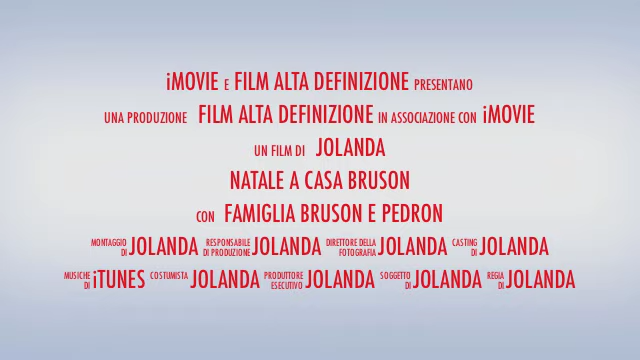 iMOVIE E FILM ALTA DEFINIZIONE PRESENTANO
UNA PRODUZIONE FILM ALTA DEFINIZIONE IN ASSOCIAZIONE CON iMOVIE
UN FILM DI JOLANDA
NATALE A CASA BRUSON
CON FAMIGLIA BRUSON E PEDRON
MONTAGGIO DI JOLANDA RESPONSABILE DI PRODUZIONE JOLANDA DIRETTORE DELLA FOTOGRAFIA JOLANDA CASTING DI JOLANDA
MUSICHE DI iTUNES COSTUMISTA JOLANDA PRODUTTORE ESECUTIVO JOLANDA SOGGETTO DI JOLANDA REGIA DI JOLANDA